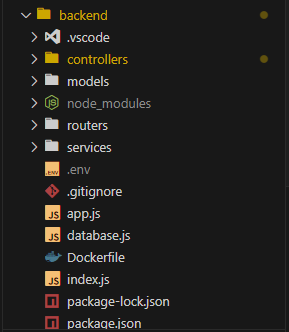 backend
.vscode
controllers
models
node_modules
routers
services
.env
.gitignore
app.js
database.js
Dockerfile
index.js
package-lock.json
package.json